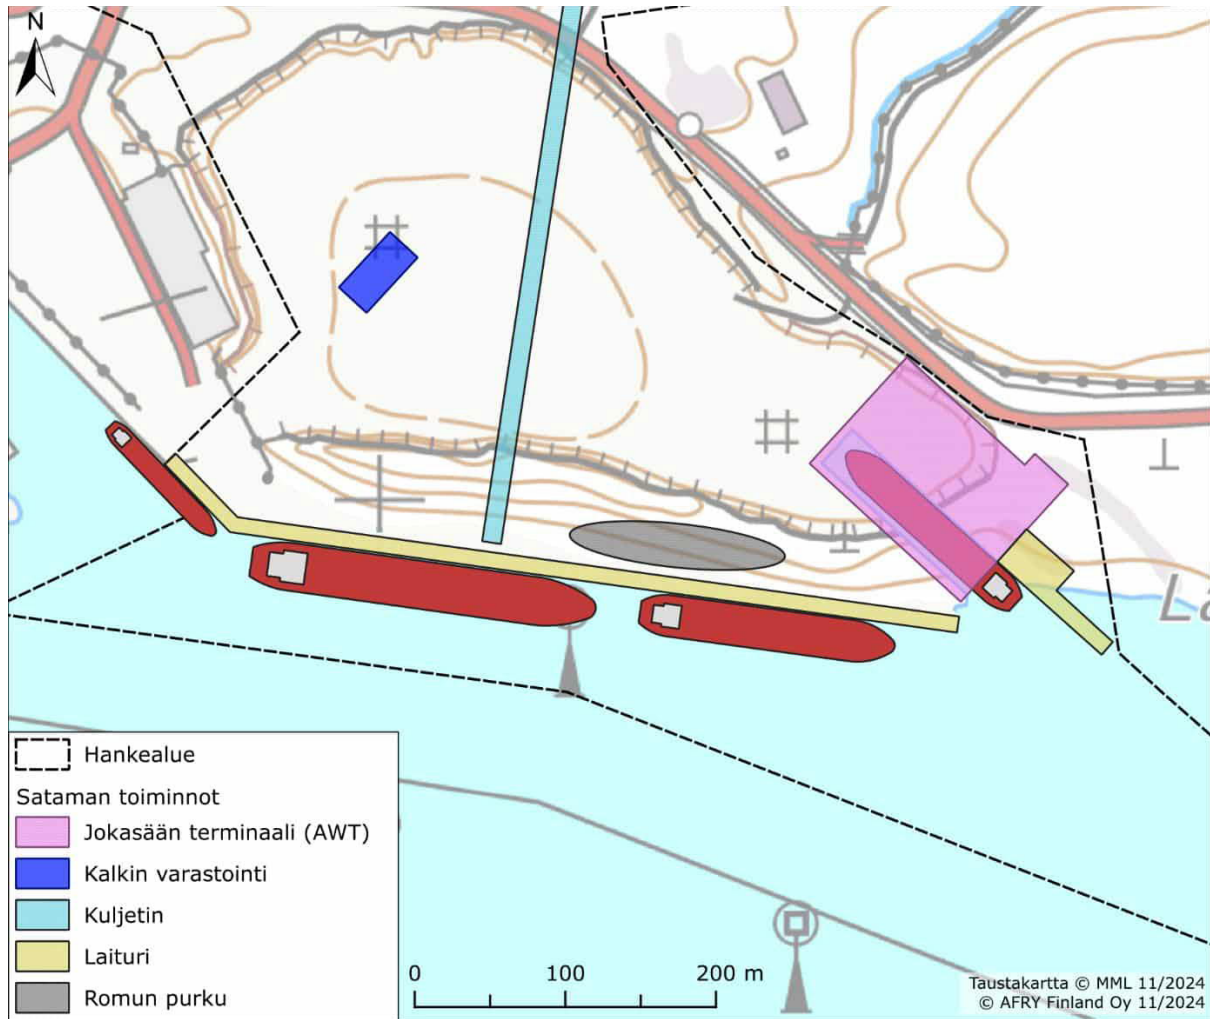 N
La
Hankealue
Sataman toiminnot
Jokasään terminaali (AWT)
Kalkin varastointi
Kuljetin
Laituri
Romun purku
0 100 200 m
Taustakartta © MML 11/2024
© AFRY Finland Oy 11/2024